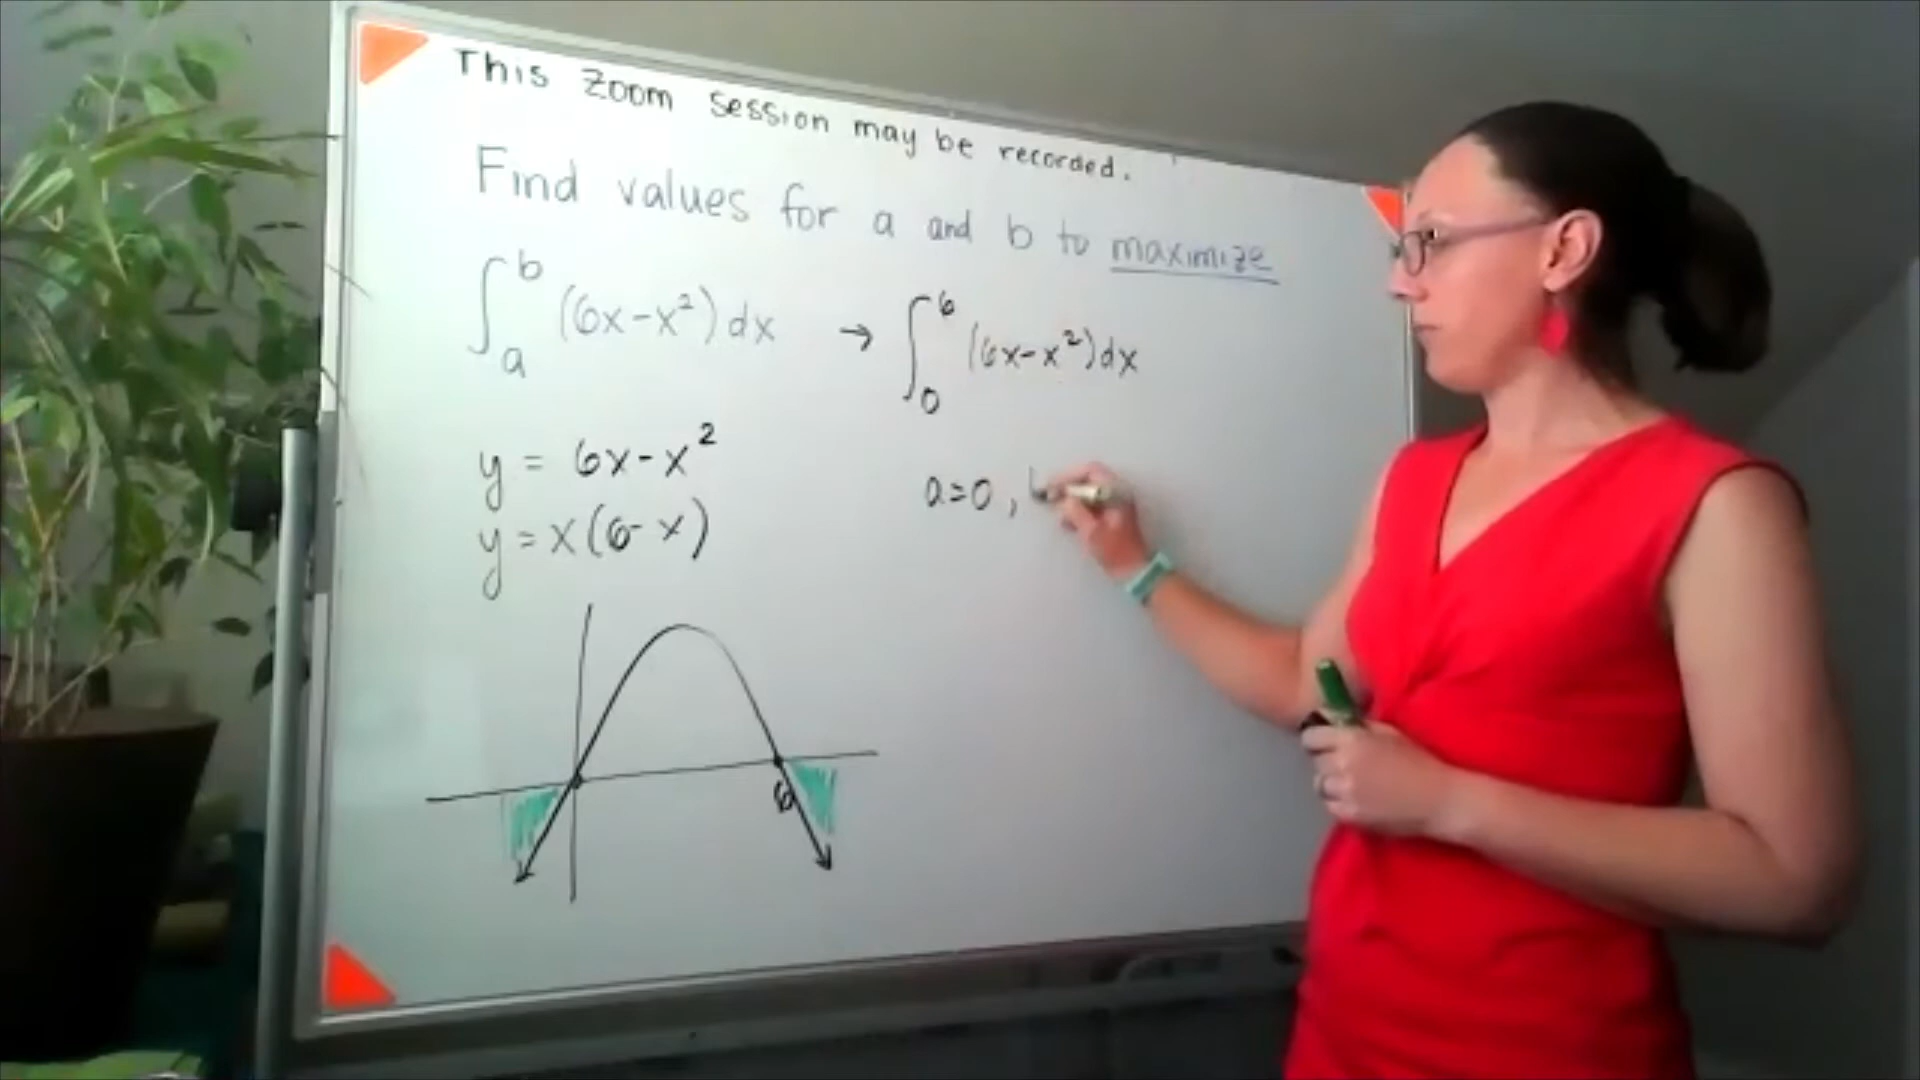 This Zoom session may be recorded.
Find values for a and b to maximize
∫_a^b (6x-x²)dx → ∫_0^6 (6x-x²)dx
y = 6x-x²
a=0, b
y = x(6-x)
6